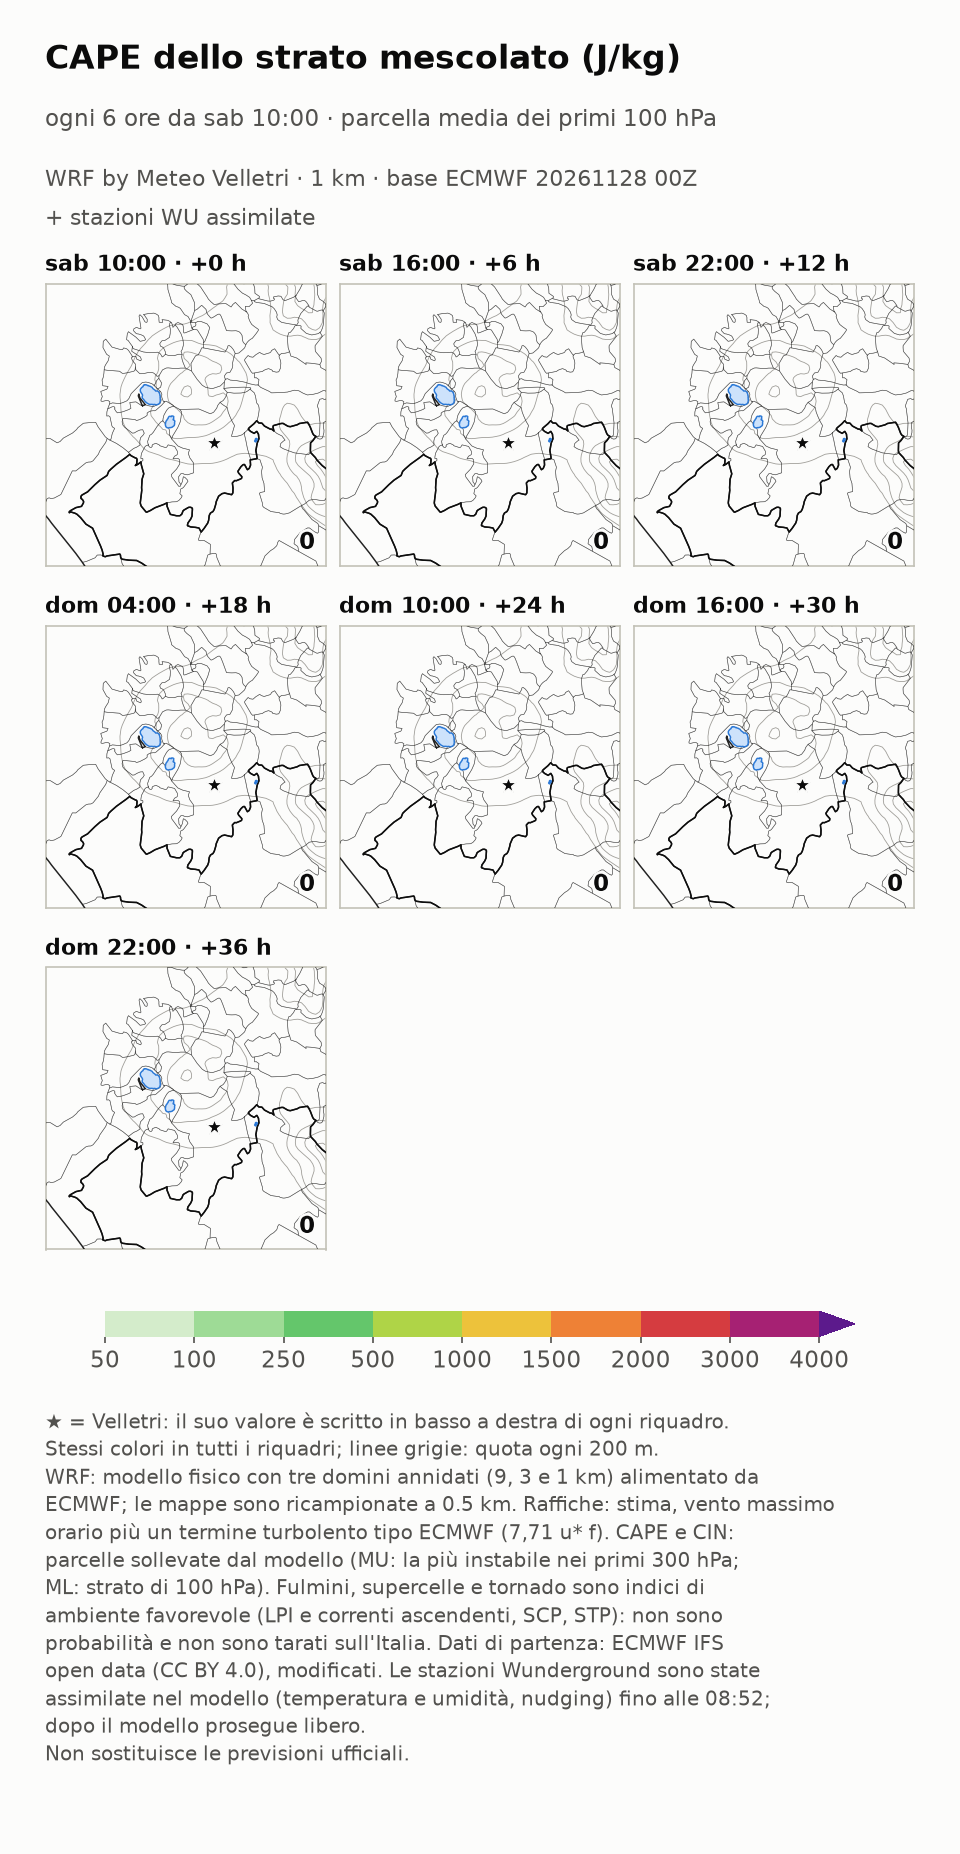 CAPE dello strato mescolato (J/kg)
ogni 6 ore da sab 10:00 · parcella media dei primi 100 hPa
WRF by Meteo Velletri · 1 km · base ECMWF 20261128 00Z
+ stazioni WU assimilate
sab 10:00 · +0 h
sab 16:00 · +6 h
sab 22:00 · +12 h
0
0
0
dom 04:00 · +18 h
dom 10:00 · +24 h
dom 16:00 · +30 h
0
0
0
dom 22:00 · +36 h
0
50 100 250 500 1000 1500 2000 3000 4000
★ = Velletri: il suo valore è scritto in basso a destra di ogni riquadro.
Stessi colori in tutti i riquadri; linee grigie: quota ogni 200 m.
WRF: modello fisico con tre domini annidati (9, 3 e 1 km) alimentato da
ECMWF; le mappe sono ricampionate a 0.5 km. Raffiche: stima, vento massimo
orario più un termine turbolento tipo ECMWF (7,71 u* f). CAPE e CIN:
parcelle sollevate dal modello (MU: la più instabile nei primi 300 hPa;
ML: strato di 100 hPa). Fulmini, supercelle e tornado sono indici di
ambiente favorevole (LPI e correnti ascendenti, SCP, STP): non sono
probabilità e non sono tarati sull'Italia. Dati di partenza: ECMWF IFS
open data (CC BY 4.0), modificati. Le stazioni Wunderground sono state
assimilate nel modello (temperatura e umidità, nudging) fino alle 08:52;
dopo il modello prosegue libero.
Non sostituisce le previsioni ufficiali.